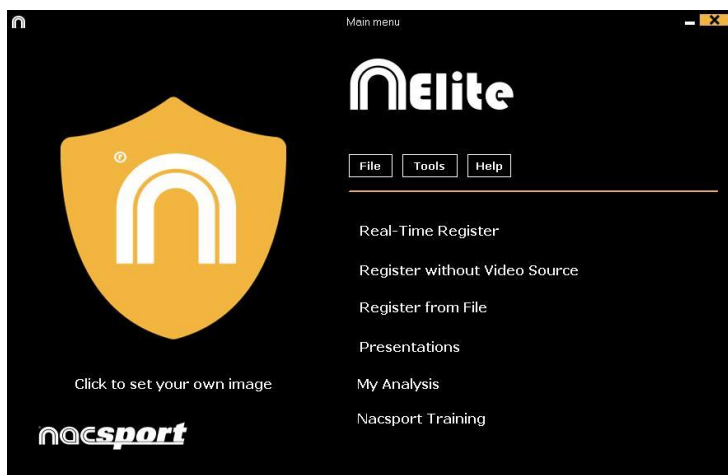 Main menu
nElite
File Tools Help
Real-Time Register
Register without Video Source
Register from File
Presentations
My Analysis
Nacsport Training
n
®
Click to set your own image
nacsport